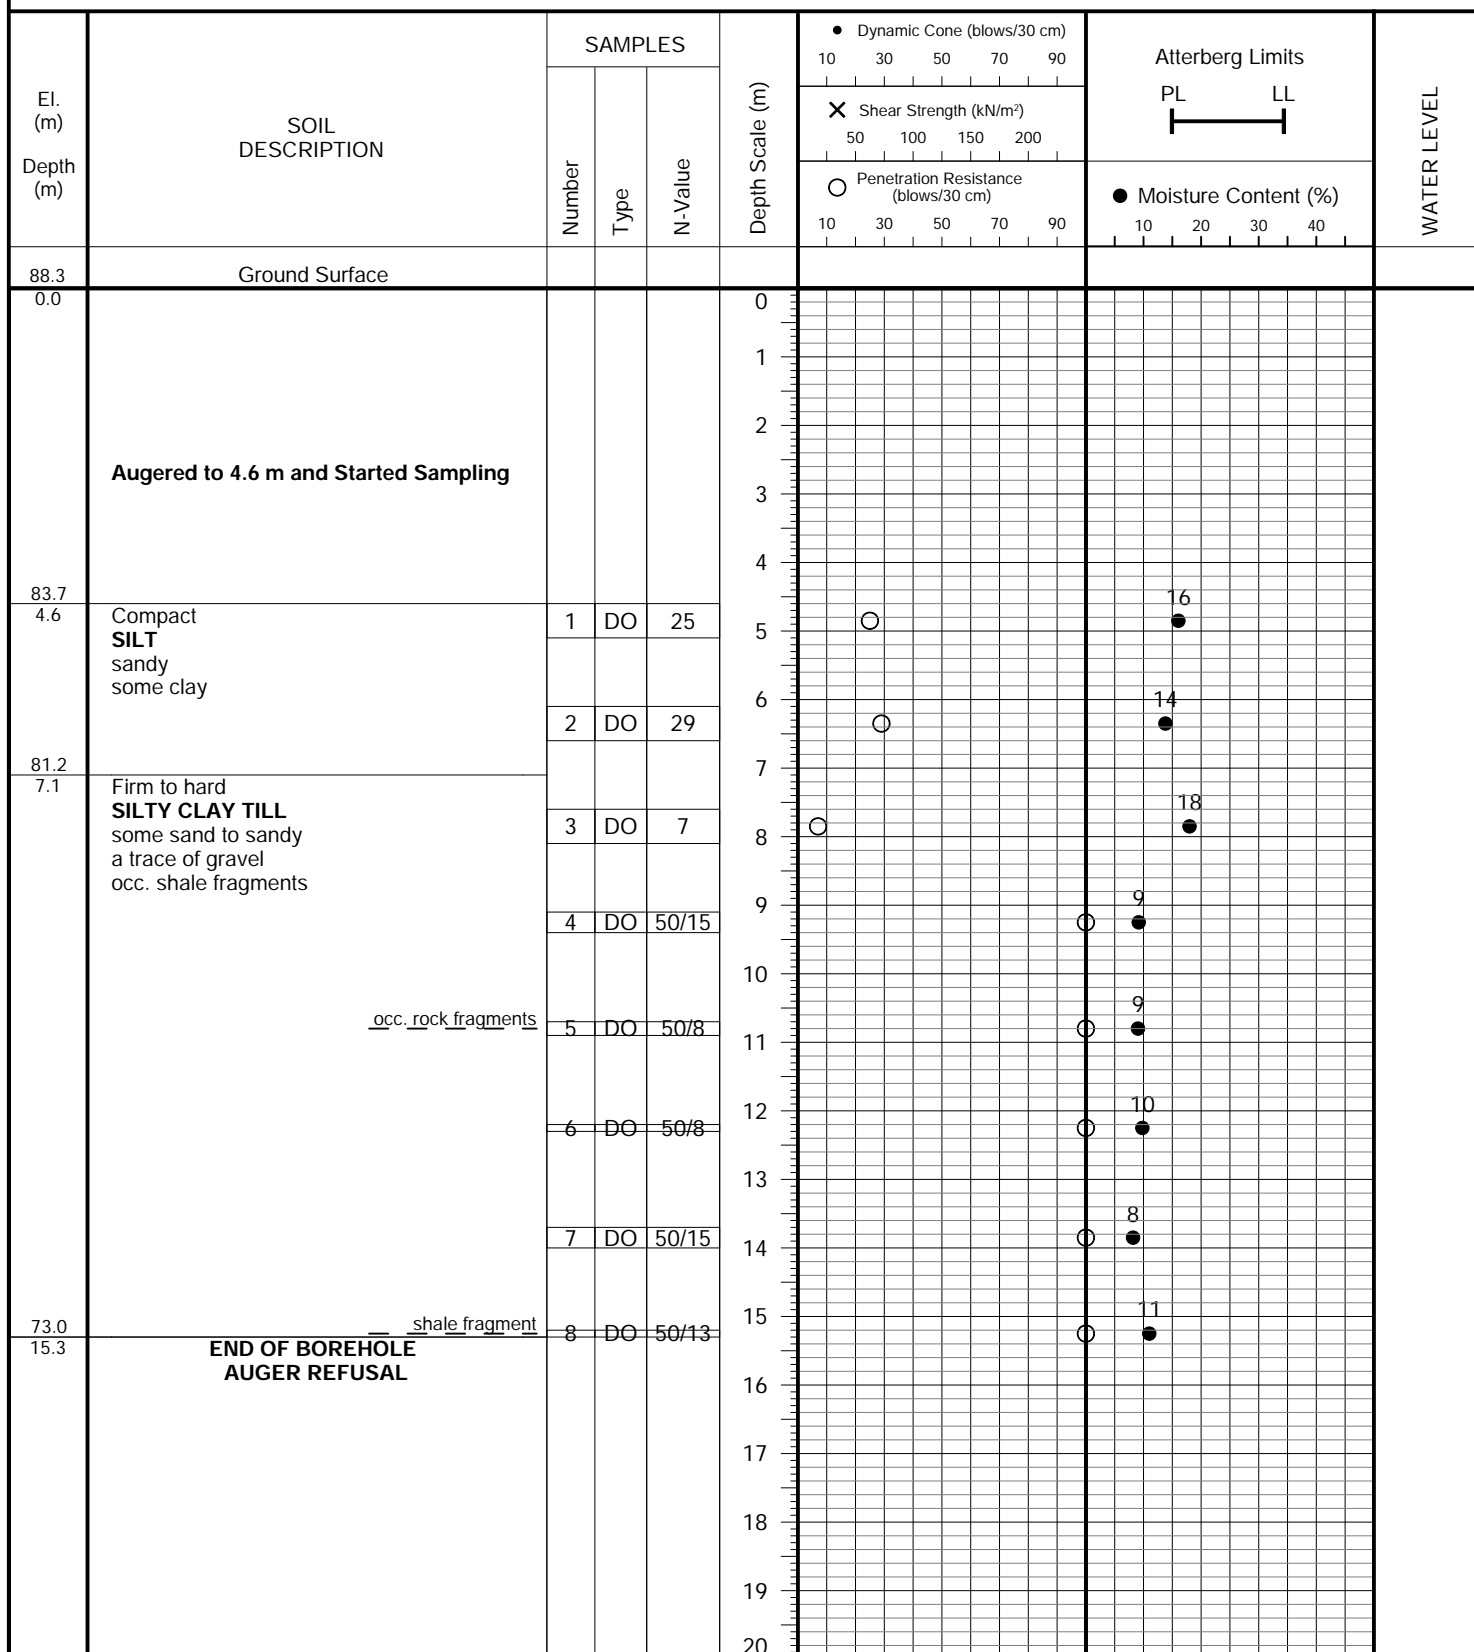 El.
(m)
Depth
(m)
SOIL
DESCRIPTION
SAMPLES
Number
Type
N-Value
Depth Scale (m)
Dynamic Cone (blows/30 cm)
10 30 50 70 90
Shear Strength (kN/m²)
50 100 150 200
Penetration Resistance
(blows/30 cm)
10 30 50 70 90
Atterberg Limits
PL LL
Moisture Content (%)
10 20 30 40
WATER LEVEL
88.3 Ground Surface
0.0
0
1
2
Augered to 4.6 m and Started Sampling
3
4
83.7
16
4.6 Compact
1 DO 25
5
SILT
sandy
some clay
6
14
2 DO 29
81.2
7
7.1 Firm to hard
18
SILTY CLAY TILL
3 DO 7
8
some sand to sandy
a trace of gravel
occ. shale fragments
9
9
4 DO 50/15
10
9
occ. rock fragments
5 DO 50/8
11
10
12
6 DO 50/8
13
8
7 DO 50/15
14
11
15
73.0
shale fragment
8 DO 50/13
15.3 END OF BOREHOLE
AUGER REFUSAL
16
17
18
19
20